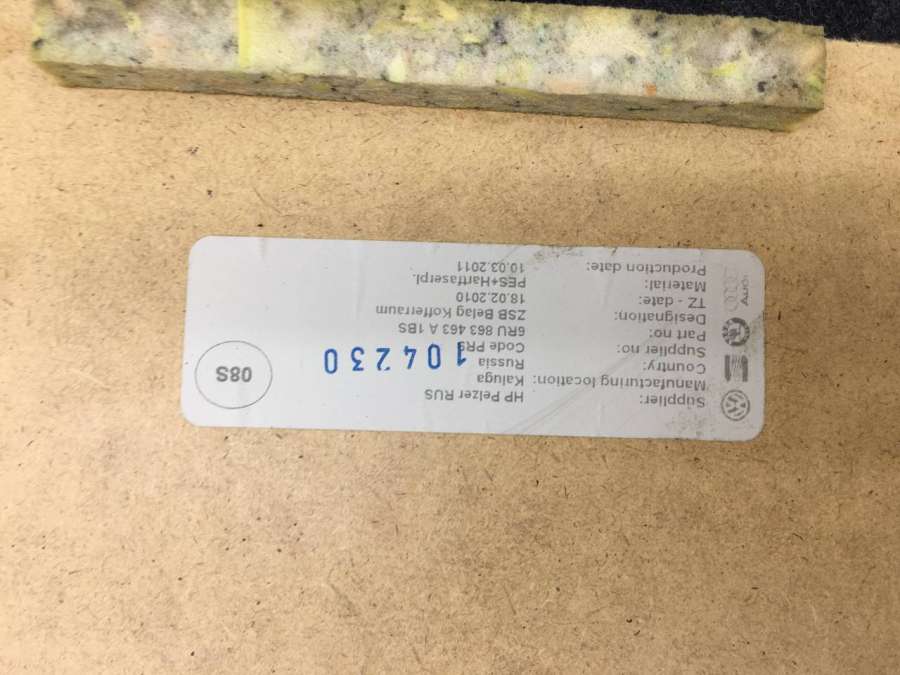 Supplier: HP Pelzer RUS
Manufacturing location: Kaluga
Country: Russia
Supplier no: Code
Part no: 6RU 863 463 A 1BS
Designation: ZSB Belag Kofferraum
TZ - date: 18.02.2010
Material: PES+Hartfaserpl.
Production date: 10.03.2011
104230
08S
Audi